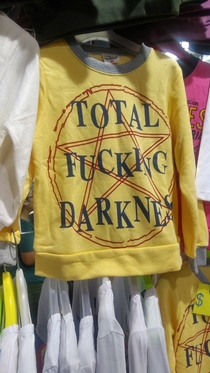 TOTAL
FUCKING
DARKNES
$